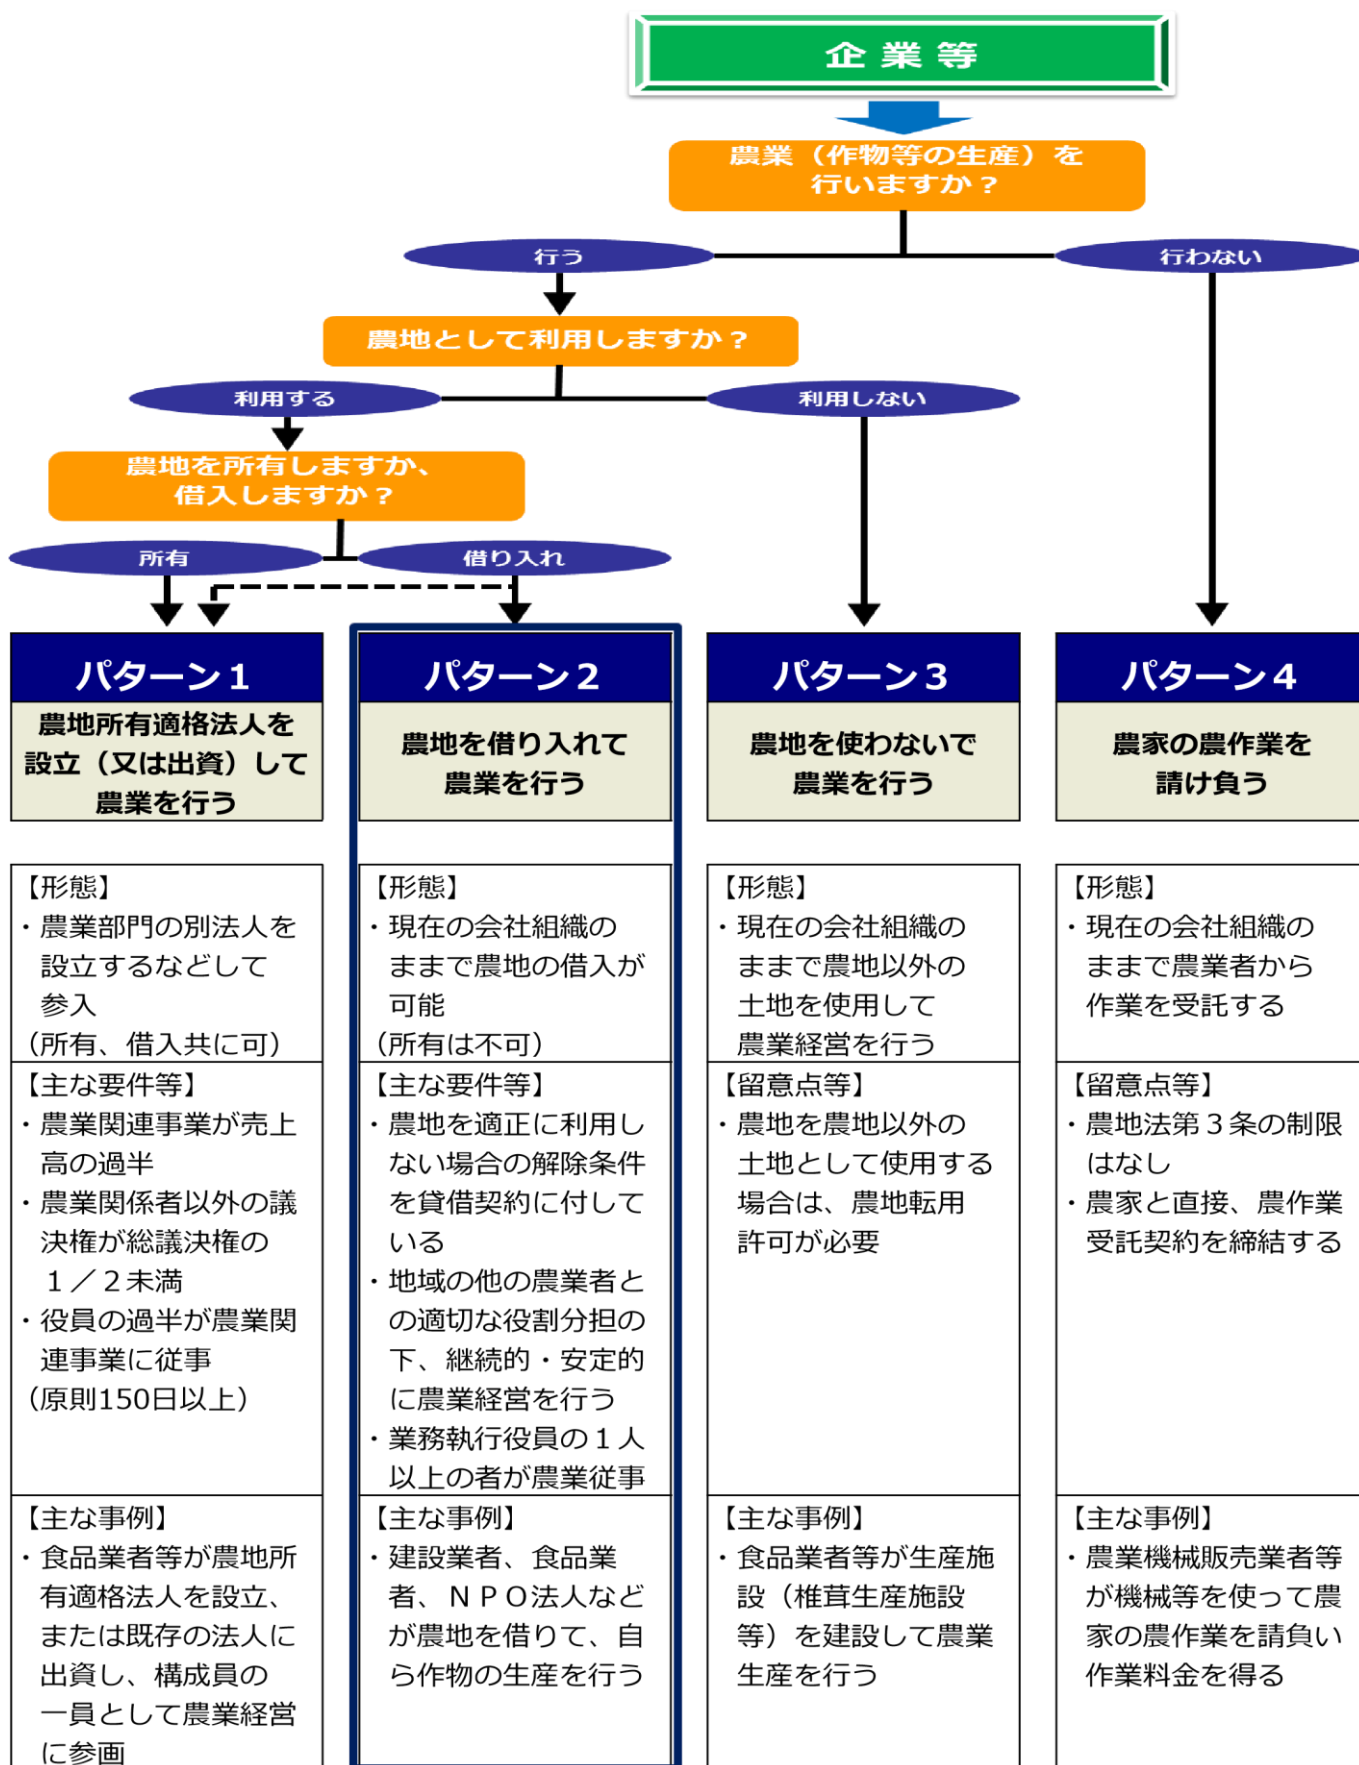 企業等
農業（作物等の生産）を
行いますか？
行う
行わない
農地として利用しますか？
利用する
利用しない
農地を所有しますか、
借入しますか？
所有
借り入れ
パターン１
農地所有適格法人を
設立（又は出資）して
農業を行う
【形態】
・農業部門の別法人を
設立するなどして
参入
（所有、借入共に可）
【主な要件等】
・農業関連事業が売上
高の過半
・農業関係者以外の議
決権が総議決権の
１／２未満
・役員の過半が農業関
連事業に従事
（原則150日以上）
【主な事例】
・食品業者等が農地所
有適格法人を設立、
または既存の法人に
出資し、構成員の
一員として農業経営
に参画
パターン２
農地を借り入れて
農業を行う
【形態】
・現在の会社組織の
ままで農地の借入が
可能
（所有は不可）
【主な要件等】
・農地を適正に利用し
ない場合の解除条件
を貸借契約に付して
いる
・地域の他の農業者と
の適切な役割分担の
下、継続的・安定的
に農業経営を行う
・業務執行役員の１人
以上の者が農業従事
【主な事例】
・建設業者、食品業
者、ＮＰＯ法人など
が農地を借りて、自
ら作物の生産を行う
パターン３
農地を使わないで
農業を行う
【形態】
・現在の会社組織の
ままで農地以外の
土地を使用して
農業経営を行う
【留意点等】
・農地を農地以外の
土地として使用する
場合は、農地転用
許可が必要
【主な事例】
・食品業者等が生産施
設（椎茸生産施設
等）を建設して農業
生産を行う
パターン４
農家の農作業を
請け負う
【形態】
・現在の会社組織の
ままで農業者から
作業を受託する
【留意点等】
・農地法第３条の制限
はなし
・農家と直接、農作業
受託契約を締結する
【主な事例】
・農業機械販売業者等
が機械等を使って農
家の農作業を請負い
作業料金を得る